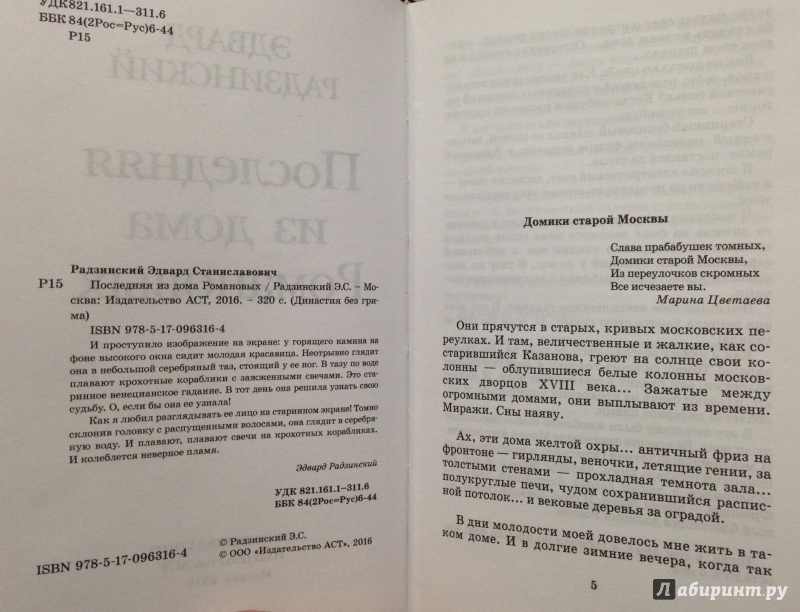 УДК821.161.1—311.6
ББК 84(2Рос=Рус)6-44
Р15
Радзинский Эдвард Станиславович
Р15 Последняя из дома Романовых / Радзинский Э.С. – Мо-
сква: Издательство АСТ, 2016. – 320 с. (Династия без гри-
ма)
ISBN 978-5-17-096316-4
И проступило изображение на экране: у горящего камина на
фоне высокого окна сидит молодая красавица. Неотрывно глядит
она в небольшой серебряный таз, стоящий у ее ног. В тазу по воде
плавают крохотные кораблики с зажженными свечами. Это ста-
ринное венецианское гадание. В тот день она решила узнать свою
судьбу. О, если бы она ее узнала!
Как я любил разглядывать ее лицо на старинном экране! Томно
склонив головку с распущенными волосами, она глядит в серебря-
ную воду. И плавают, плавают свечи на крохотных корабликах.
И колеблется неверное пламя.
Эдвард Радзинский
УДК 821.161.1-311.6
ББК 84(2Рос=Рус)6-44
© Радзинский Э.С.
ISBN 978-5-17-096316-4 © ООО «Издательство АСТ», 2016
Домики старой Москвы
Слава прабабушек томных,
Домики старой Москвы,
Из переулочков скромных
Все исчезаете вы.
Марина Цветаева
Они прячутся в старых, кривых московских пе-
реулках. И там, величественные и жалкие, как со-
старившийся Казанова, греют на солнце свои ко-
лонны — облупившиеся белые колонны москов-
ских дворцов XVIII века... Зажатые между
огромными домами, они выплывают из времени.
Миражи. Сны наяву.
Ах, эти дома желтой охры... античный фриз на
фронтоне — гирлянды, веночки, летящие гении, за
толстыми стенами — прохладная темнота зала...
полукруглые печи, чудом сохранившийся распис-
ной потолок... и вековые деревья за оградой.
В дни молодости моей довелось мне жить в та-
ком доме. И в долгие зимние вечера, когда так
5
Лабиринт.ру